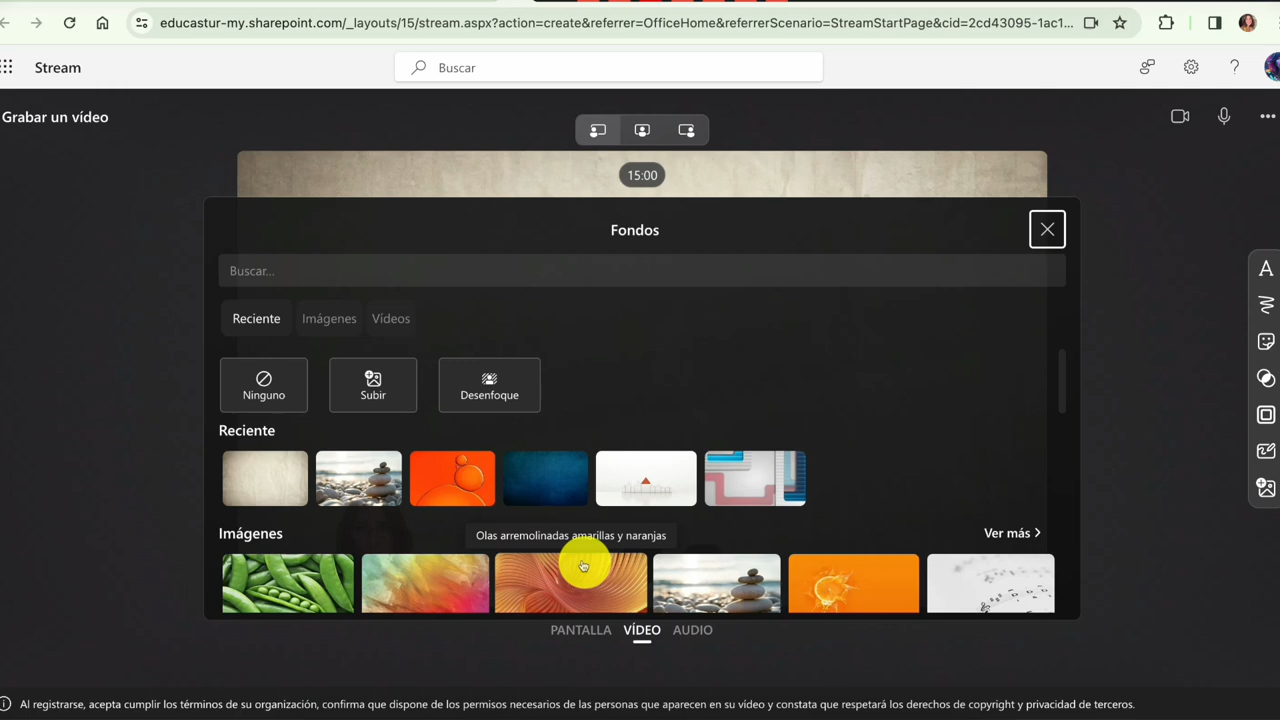 educastur-my.sharepoint.com/_layouts/15/stream.aspx?action=create&referrer=OfficeHome&referrerScenario=StreamStartPage&cid=2cd43095-1ac1...
Stream
Buscar
Grabar un vídeo
15:00
Fondos
Buscar...
Reciente
Imágenes
Vídeos
Ninguno
Subir
Desenfoque
Reciente
Olas arremolinadas amarillas y naranjas
Imágenes
Ver más
PANTALLA
VÍDEO
AUDIO
Al registrarse, acepta cumplir los términos de su organización, confirma que dispone de los permisos necesarios de las personas que aparecen en su vídeo y constata que respetará los derechos de copyright y privacidad de terceros.